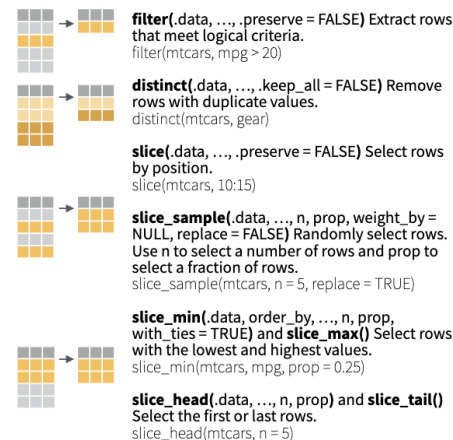 filter(.data, …, .preserve = FALSE) Extract rows
that meet logical criteria.
filter(mtcars, mpg > 20)
distinct(.data, …, .keep_all = FALSE) Remove
rows with duplicate values.
distinct(mtcars, gear)
slice(.data, …, .preserve = FALSE) Select rows
by position.
slice(mtcars, 10:15)
slice_sample(.data, …, n, prop, weight_by =
NULL, replace = FALSE) Randomly select rows.
Use n to select a number of rows and prop to
select a fraction of rows.
slice_sample(mtcars, n = 5, replace = TRUE)
slice_min(.data, order_by, …, n, prop,
with_ties = TRUE) and slice_max() Select rows
with the lowest and highest values.
slice_min(mtcars, mpg, prop = 0.25)
slice_head(.data, …, n, prop) and slice_tail()
Select the first or last rows.
slice_head(mtcars, n = 5)